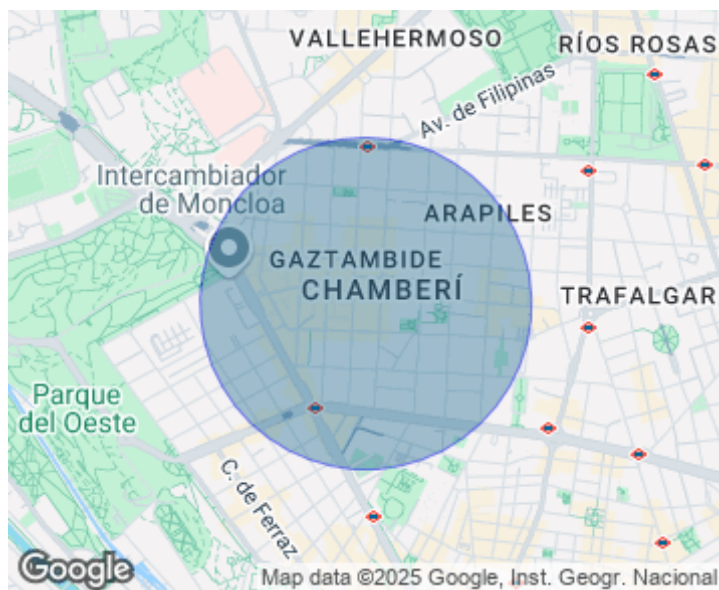 VALLEHERMOSO
RÍOS ROSAS
Av. de Filipinas
Intercambiador
de Moncloa
ARAPILES
GAZTAMBIDE
CHAMBERÍ
TRAFALGAR
Parque
del Oeste
C. de Ferraz
Google
Map data ©2025 Google, Inst. Geogr. Nacional